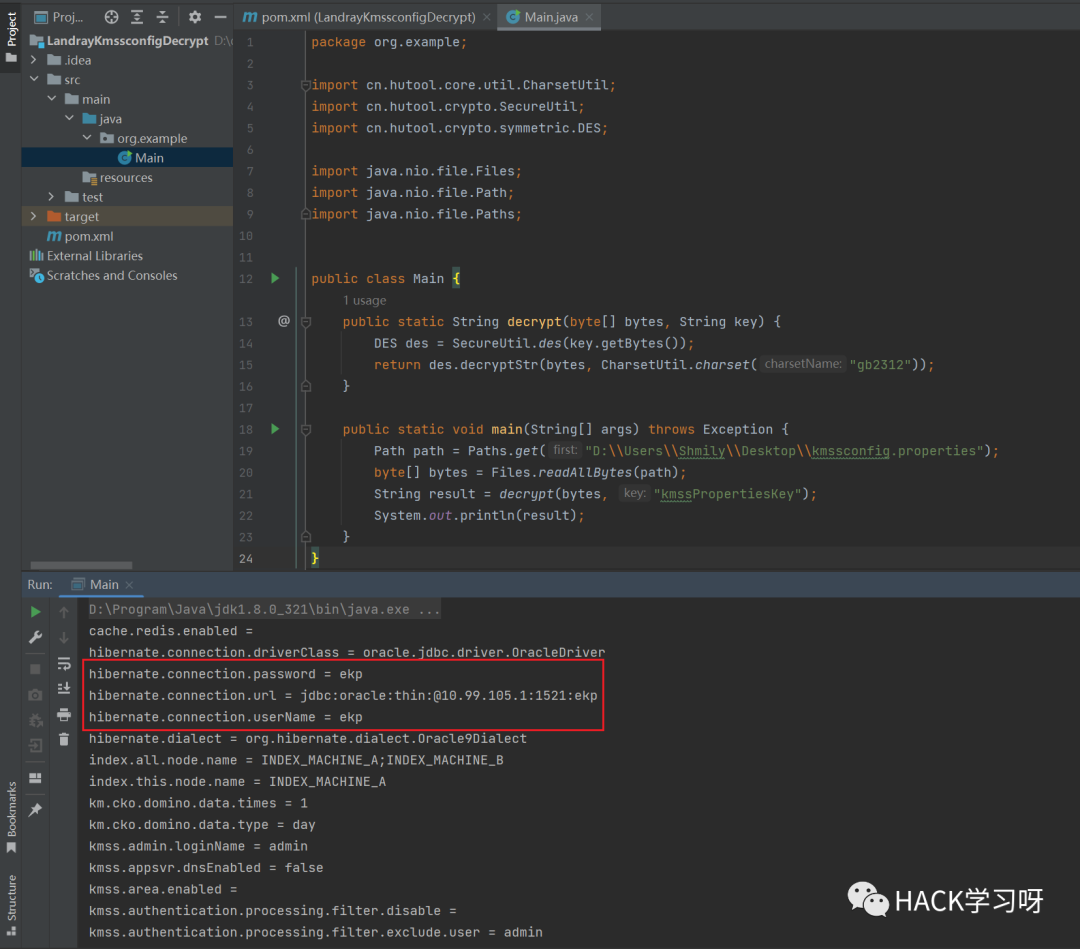 Project
Proj...
pom.xml (LandrayKmssconfigDecrypt)
Main.java
LandrayKmssconfigDecrypt D:\
.idea
src
main
java
org.example
Main
resources
test
target
pom.xml
External Libraries
Scratches and Consoles
1 package org.example;
2
3 import cn.hutool.core.util.CharsetUtil;
4 import cn.hutool.crypto.SecureUtil;
5 import cn.hutool.crypto.symmetric.DES;
6
7 import java.nio.file.Files;
8 import java.nio.file.Path;
9 import java.nio.file.Paths;
10
11
12 public class Main {
1 usage
13 @ public static String decrypt(byte[] bytes, String key) {
14 DES des = SecureUtil.des(key.getBytes());
15 return des.decryptStr(bytes, CharsetUtil.charset( charsetName: "gb2312"));
16 }
17
18 public static void main(String[] args) throws Exception {
19 Path path = Paths.get( first: "D:\\Users\\Shmily\\Desktop\\kmssconfig.properties");
20 byte[] bytes = Files.readAllBytes(path);
21 String result = decrypt(bytes, key: "kmssPropertiesKey");
22 System.out.println(result);
23 }
24 }
Run: Main
D:\Program\Java\jdk1.8.0_321\bin\java.exe ...
cache.redis.enabled =
hibernate.connection.driverClass = oracle.jdbc.driver.OracleDriver
hibernate.connection.password = ekp
hibernate.connection.url = jdbc:oracle:thin:@10.99.105.1:1521:ekp
hibernate.connection.userName = ekp
hibernate.dialect = org.hibernate.dialect.Oracle9Dialect
index.all.node.name = INDEX_MACHINE_A;INDEX_MACHINE_B
index.this.node.name = INDEX_MACHINE_A
km.cko.domino.data.times = 1
km.cko.domino.data.type = day
kmss.admin.loginName = admin
kmss.appsvr.dnsEnabled = false
kmss.area.enabled =
kmss.authentication.processing.filter.disable =
kmss.authentication.processing.filter.exclude.user = admin
Bookmarks
Structure
HACK学习呀